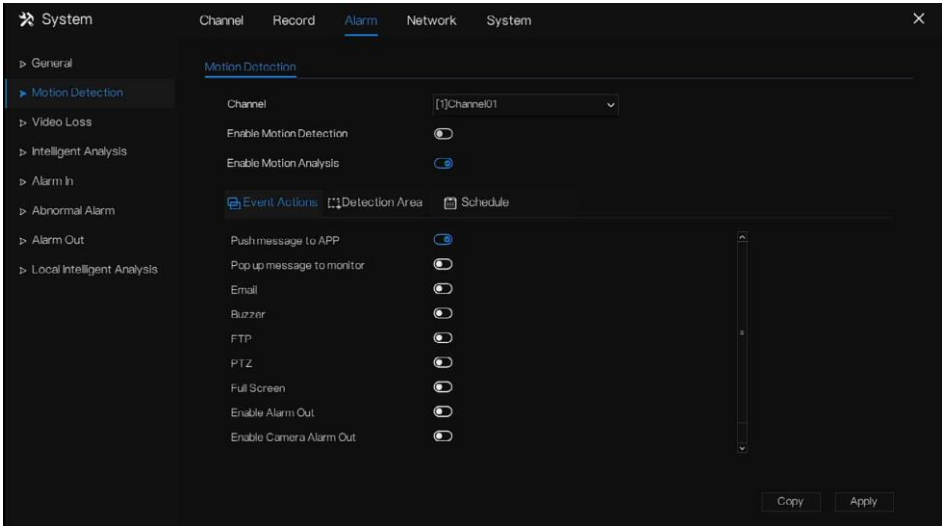 System
Channel Record Alarm Network System
General
Motion Detection
Video Loss
Intelligent Analysis
Alarm In
Abnormal Alarm
Alarm Out
Local Intelligent Analysis
Motion Detection
Channel [1]Channel01
Enable Motion Detection
Enable Motion Analysis
Event Actions Detection Area Schedule
Push message to APP
Pop up message to monitor
Email
Buzzer
FTP
PTZ
Full Screen
Enable Alarm Out
Enable Camera Alarm Out
Copy Apply